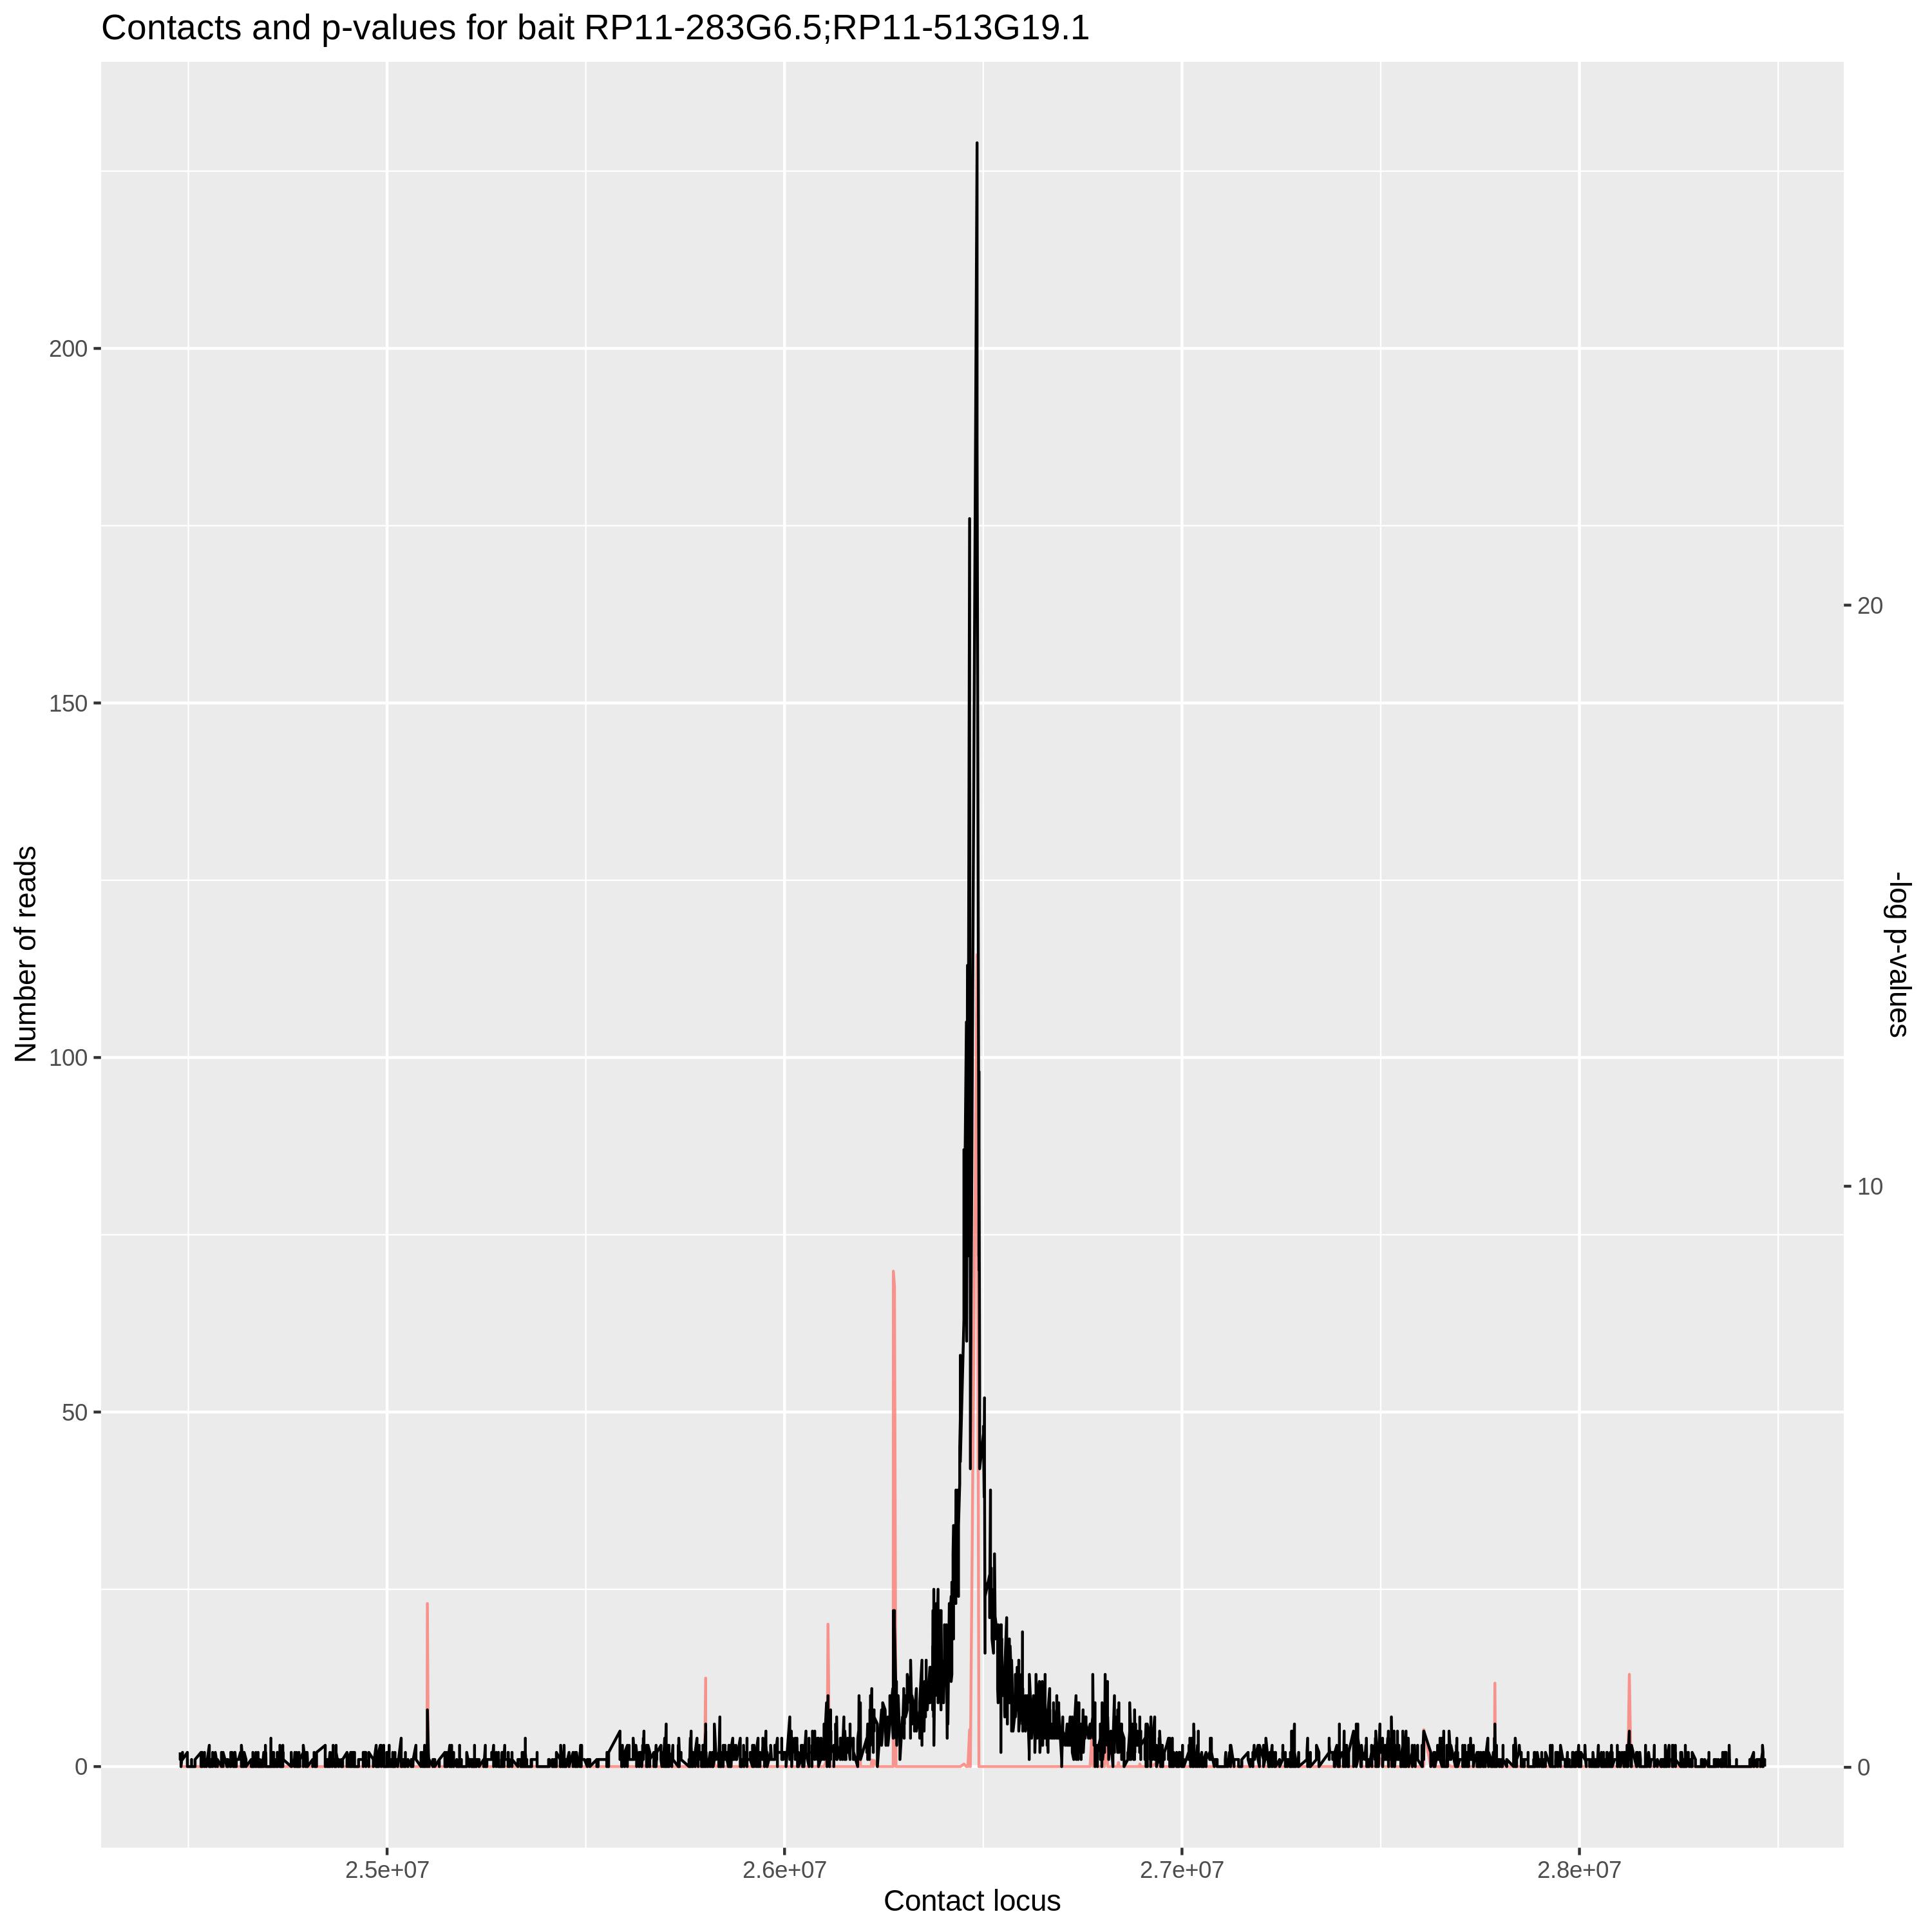 Contacts and p-values for bait RP11-283G6.5;RP11-513G19.1
Number of reads
200
150
100
50
0
20
10
0
-log p-values
2.5e+07
2.6e+07
2.7e+07
2.8e+07
Contact locus